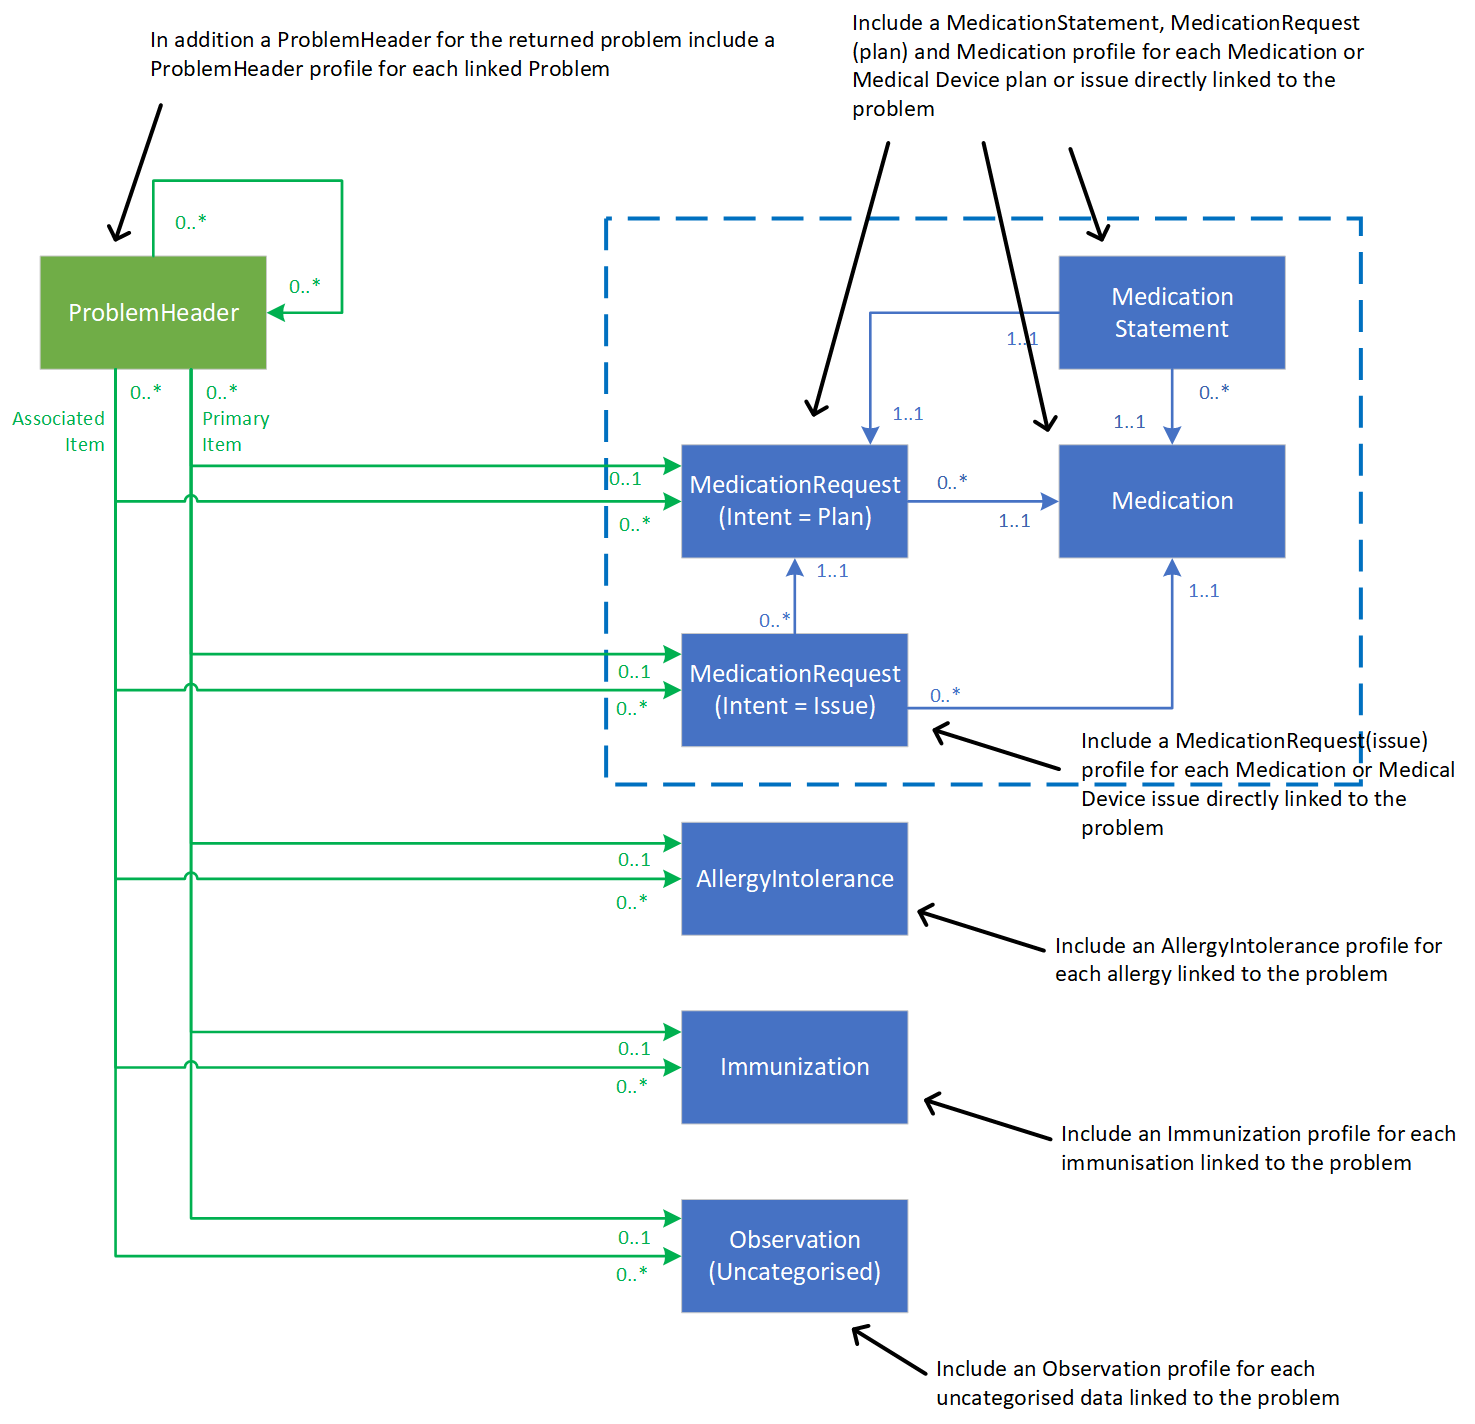 In addition a ProblemHeader for the returned problem include a
ProblemHeader profile for each linked Problem
Include a MedicationStatement, MedicationRequest
(plan) and Medication profile for each Medication or
Medical Device plan or issue directly linked to the
problem
0..*
0..*
ProblemHeader
Medication
Statement
1..1
0..*
1..1
1..1
0..*
Associated
Item
0..*
Primary
Item
0..1
0..*
MedicationRequest
(Intent = Plan)
0..*
1..1
Medication
1..1
0..*
1..1
0..1
0..*
MedicationRequest
(Intent = Issue)
0..*
Include a MedicationRequest(issue)
profile for each Medication or Medical
Device issue directly linked to the
problem
0..1
0..*
AllergyIntolerance
Include an AllergyIntolerance profile for
each allergy linked to the problem
0..1
0..*
Immunization
Include an Immunization profile for each
immunisation linked to the problem
0..1
0..*
Observation
(Uncategorised)
Include an Observation profile for each
uncategorised data linked to the problem